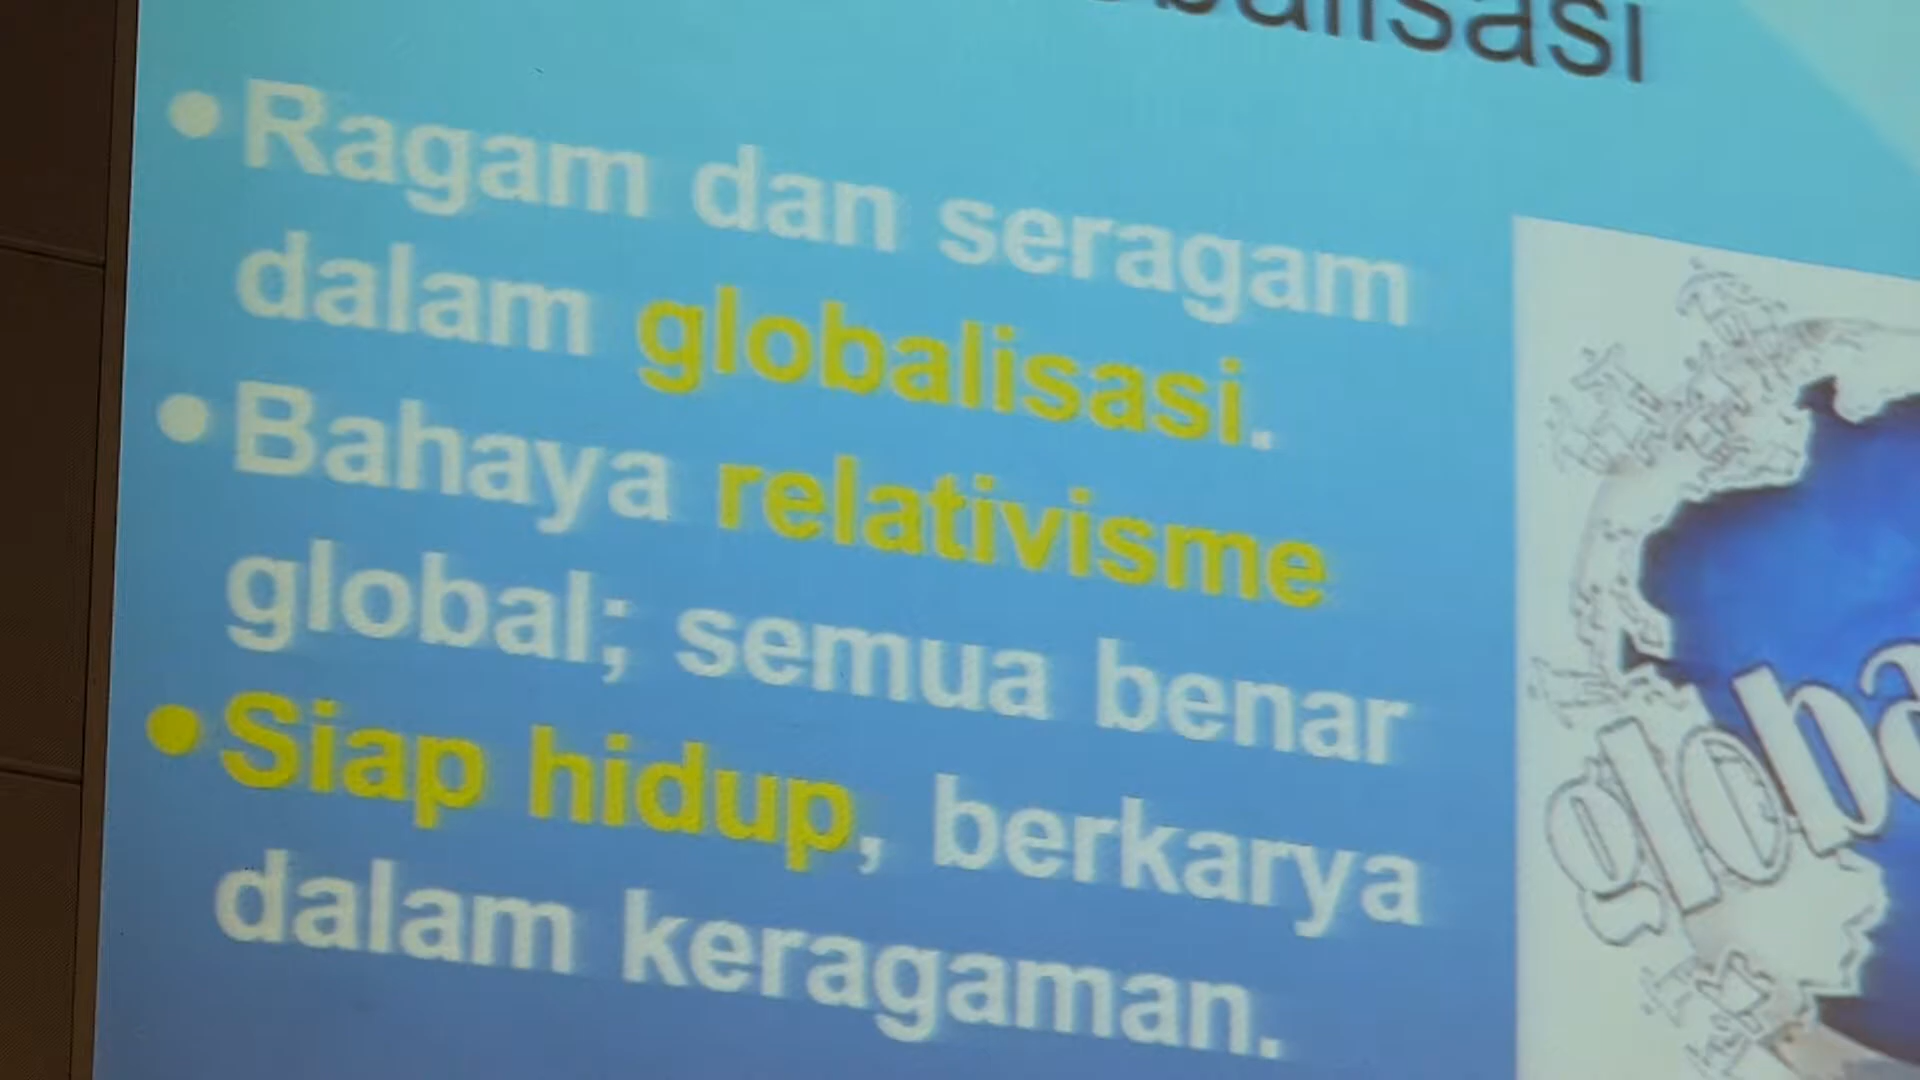 Ragam dan seragam
dalam globalisasi.
Bahaya relativisme
global; semua benar
Siap hidup, berkarya
dalam keragaman.